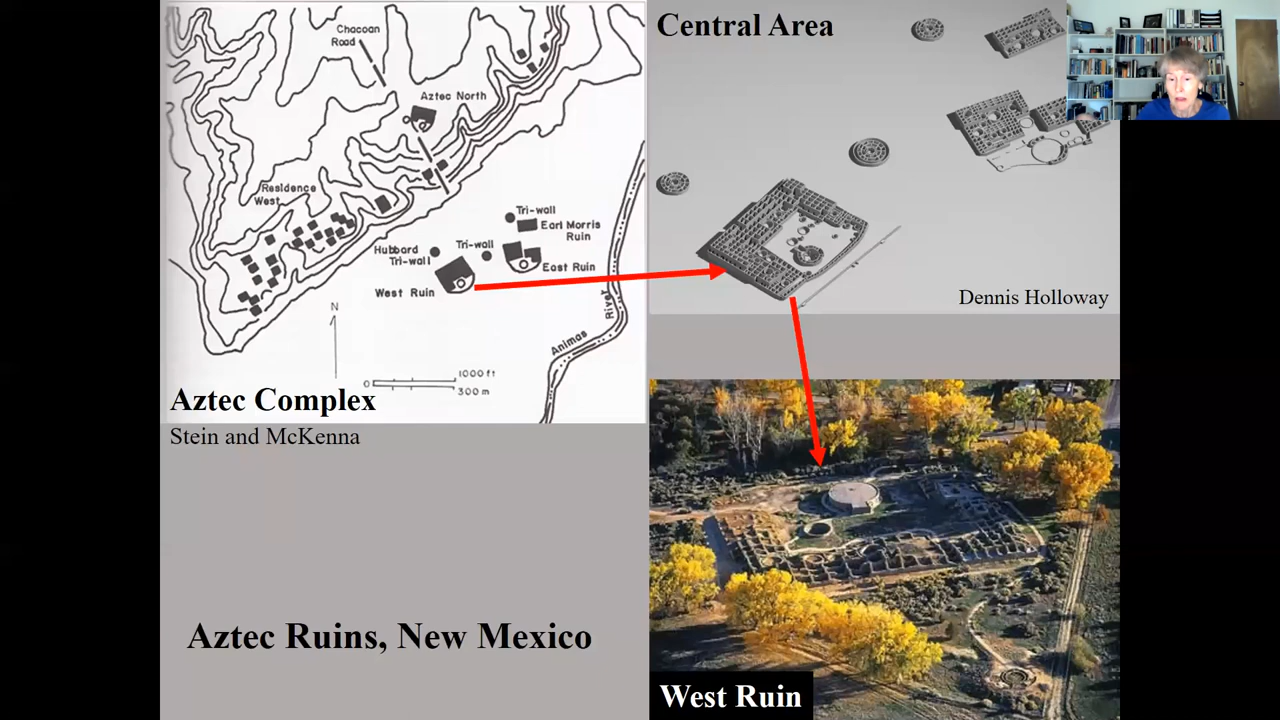 Chacoan
Road
Aztec North
Residence
West
Tri-wall
Earl Morris
Ruin
Hubbard
Tri-wall
Tri-wall
East Ruin
West Ruin
N
Animas
River
0
1000 ft
300 m
Aztec Complex
Stein and McKenna
Central Area
Dennis Holloway
Aztec Ruins, New Mexico
West Ruin